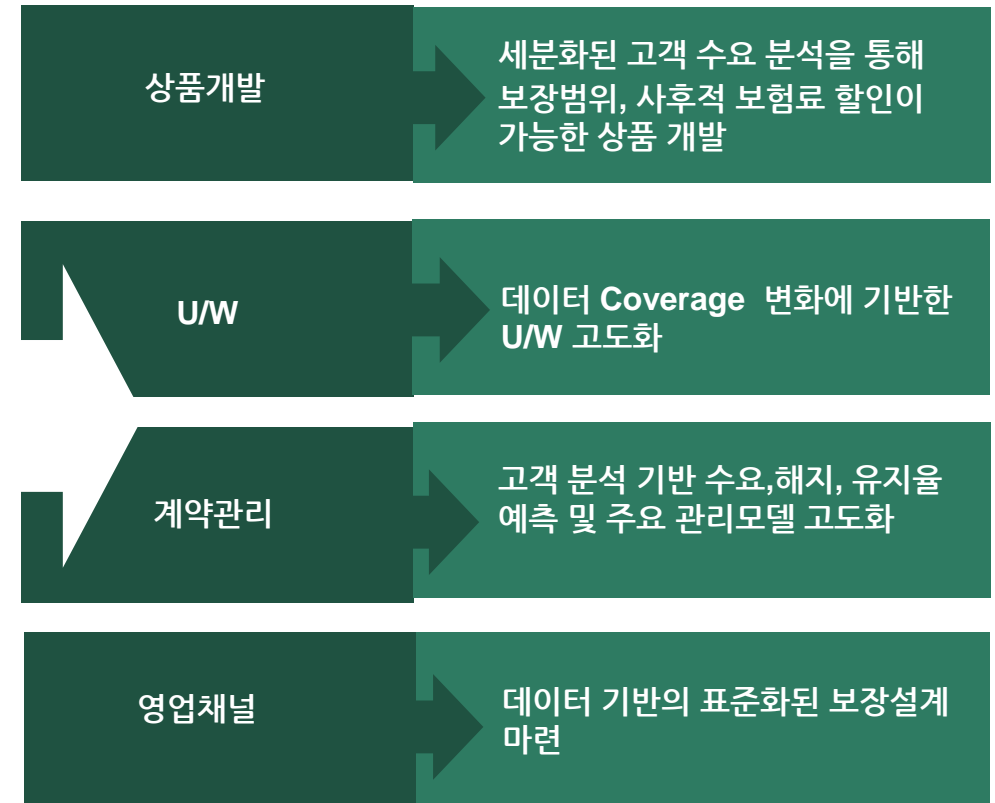 상품개발
세분화된 고객 수요 분석을 통해
보장범위, 사후적 보험료 할인이
가능한 상품 개발
U/W
데이터 Coverage 변화에 기반한
U/W 고도화
계약관리
고객 분석 기반 수요,해지, 유지율
예측 및 주요 관리모델 고도화
영업채널
데이터 기반의 표준화된 보장설계
마련